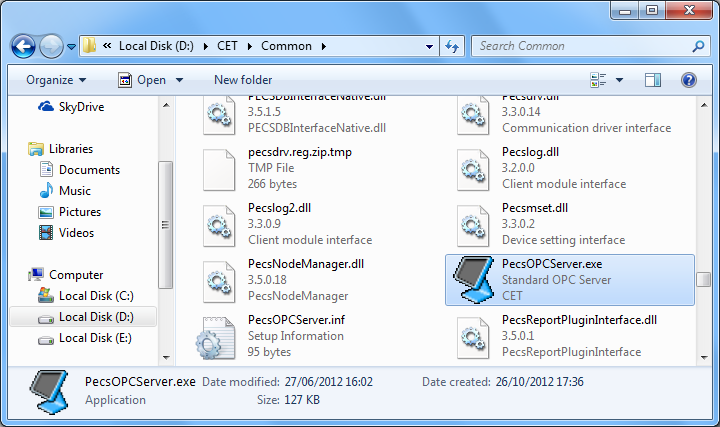 « Local Disk (D:) ▸ CET ▸ Common ▸
Search Common
Organize ▾ Open ▾ New folder
SkyDrive
Libraries
Documents
Music
Pictures
Videos
Computer
Local Disk (C:)
Local Disk (D:)
Local Disk (E:)
PECSDBInterfaceNative.dll
3.5.1.5
PECSDBInterfaceNative.dll
Pecsdrv.dll
3.3.0.14
Communication driver interface
pecsdrv.reg.zip.tmp
TMP File
266 bytes
Pecslog.dll
3.2.0.0
Client module interface
Pecslog2.dll
3.3.0.9
Client module interface
Pecsmset.dll
3.3.0.2
Device setting interface
PecsNodeManager.dll
3.5.0.18
PecsNodeManager
PecsOPCServer.exe
Standard OPC Server
CET
PecsOPCServer.inf
Setup Information
95 bytes
PecsReportPluginInterface.dll
3.5.0.1
PecsReportPluginInterface
PecsOPCServer.exe Date modified: 27/06/2012 16:02 Date created: 26/10/2012 17:36
Application Size: 127 KB